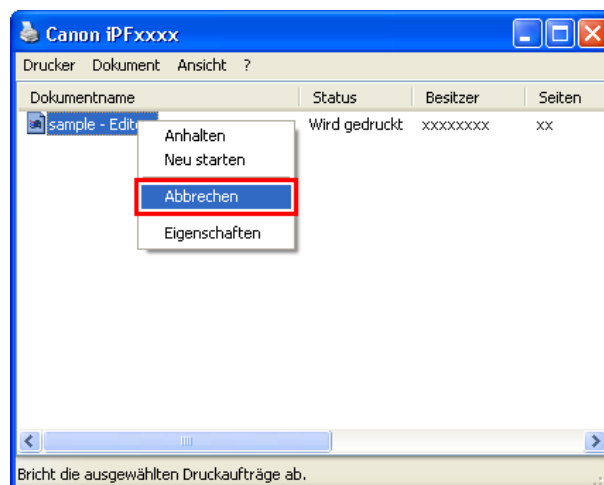 Canon iPFxxxx
Drucker Dokument Ansicht ?
Dokumentname Status Besitzer Seiten
sample - Edit Wird gedruckt xxxxxxxx xx
Anhalten
Neu starten
Abbrechen
Eigenschaften
Bricht die ausgewählten Druckaufträge ab.